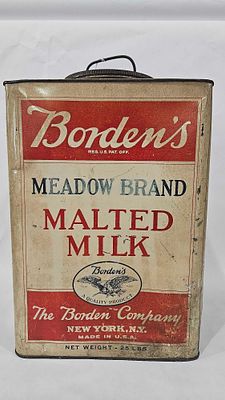 Borden's
REG. U.S. PAT. OFF.
MEADOW BRAND
MALTED
MILK
Borden's
A QUALITY PRODUCT
The Borden Company
NEW YORK, N.Y.
MADE IN U.S.A.
NET WEIGHT - 25 LBS